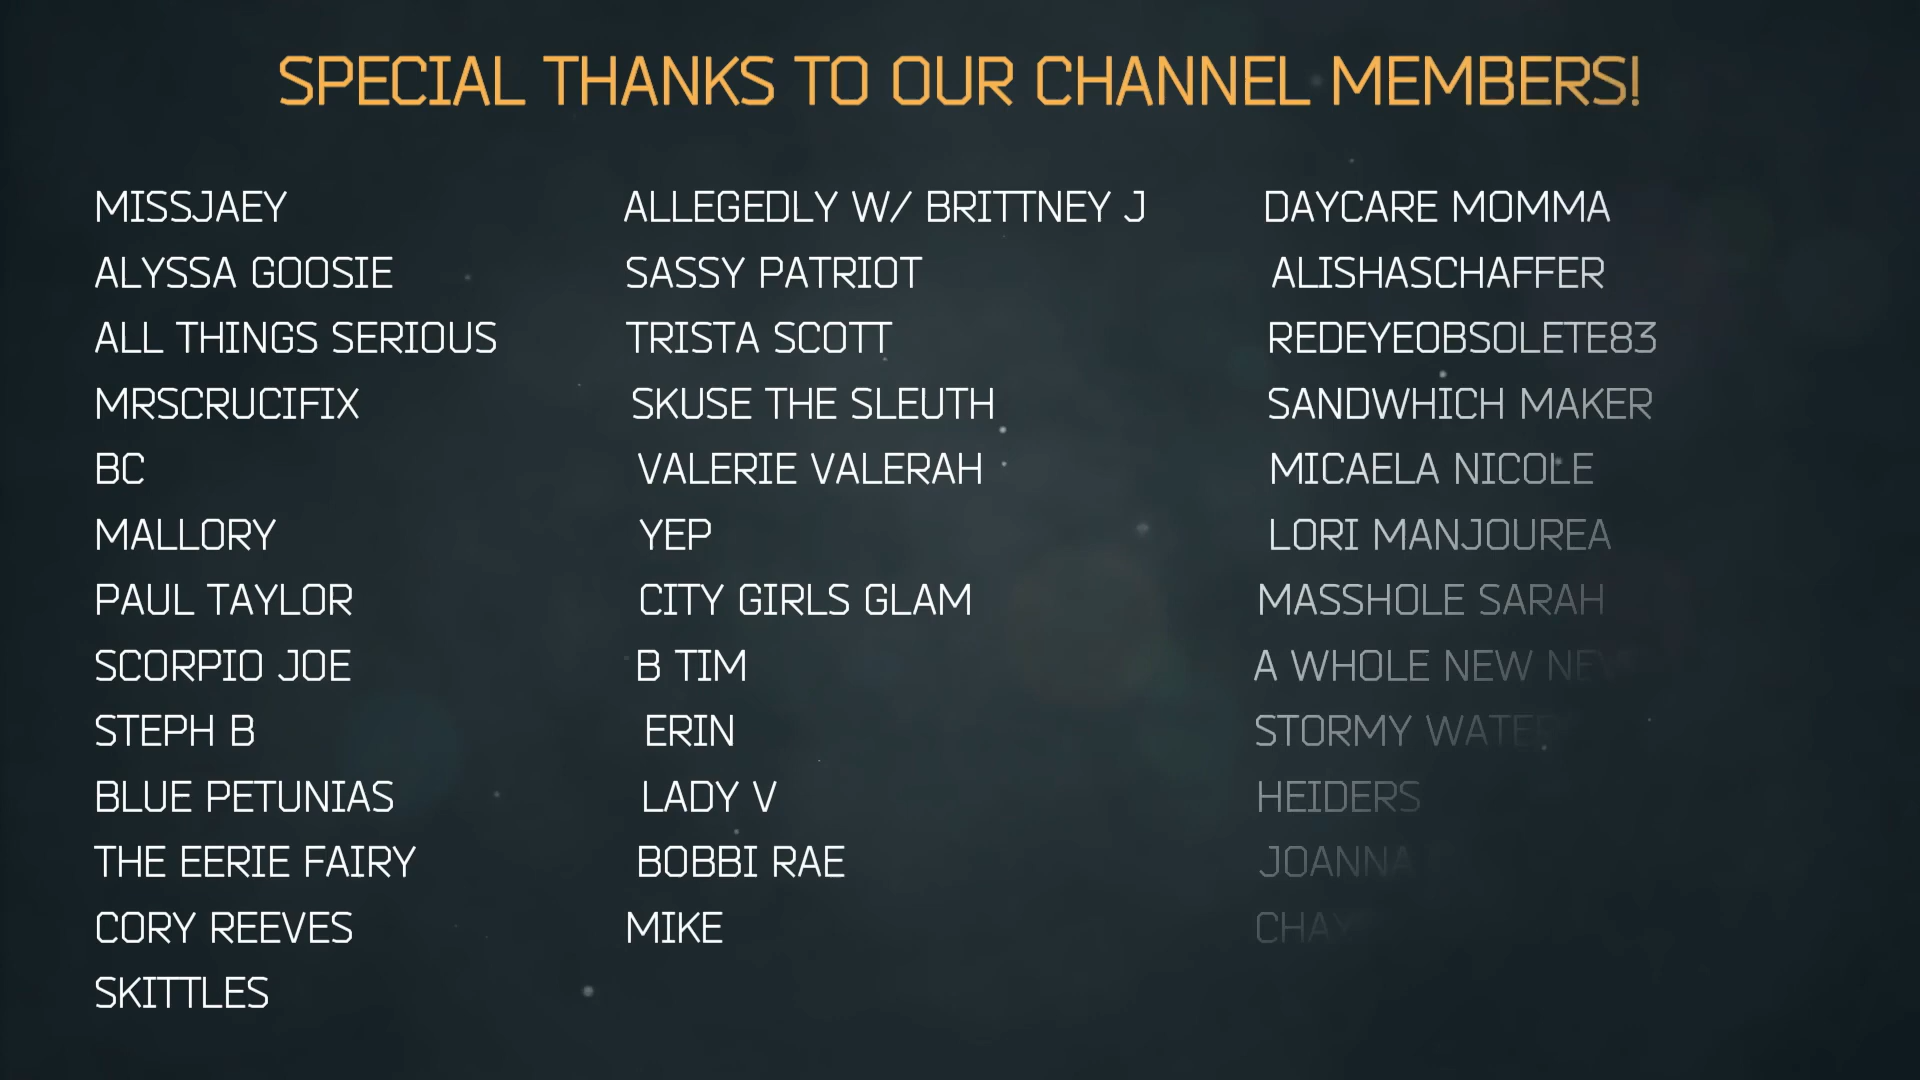 SPECIAL THANKS TO OUR CHANNEL MEMBERS!
MISSJAEY
ALYSSA GOOSIE
ALL THINGS SERIOUS
MRSCRUCIFIX
BC
MALLORY
PAUL TAYLOR
SCORPIO JOE
STEPH B
BLUE PETUNIAS
THE EERIE FAIRY
CORY REEVES
SKITTLES
ALLEGEDLY W/ BRITTNEY J
SASSY PATRIOT
TRISTA SCOTT
SKUSE THE SLEUTH
VALERIE VALERAH
YEP
CITY GIRLS GLAM
B TIM
ERIN
LADY V
BOBBI RAE
MIKE
DAYCARE MOMMA
ALISHASCHAFFER
REDEYEOBSOLETE83
SANDWHICH MAKER
MICAELA NICOLE
LORI MANJOUREA
MASSHOLE SARAH
A WHOLE NEW
STORMY
HEIDERS
JOANNA